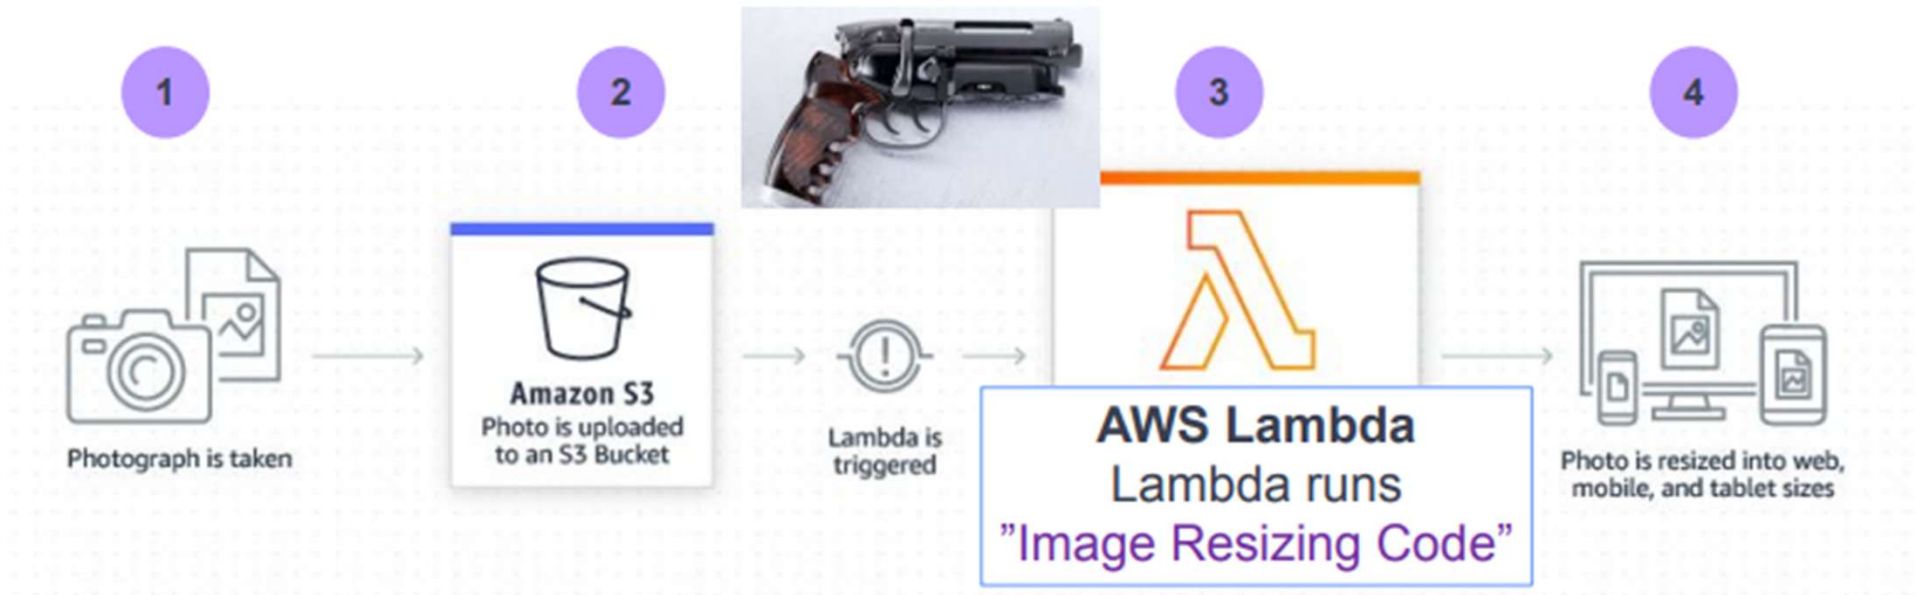 1
2
3
4
Photograph is taken
Amazon S3
Photo is uploaded
to an S3 Bucket
Lambda is
triggered
AWS Lambda
Lambda runs
”Image Resizing Code”
Photo is resized into web,
mobile, and tablet sizes